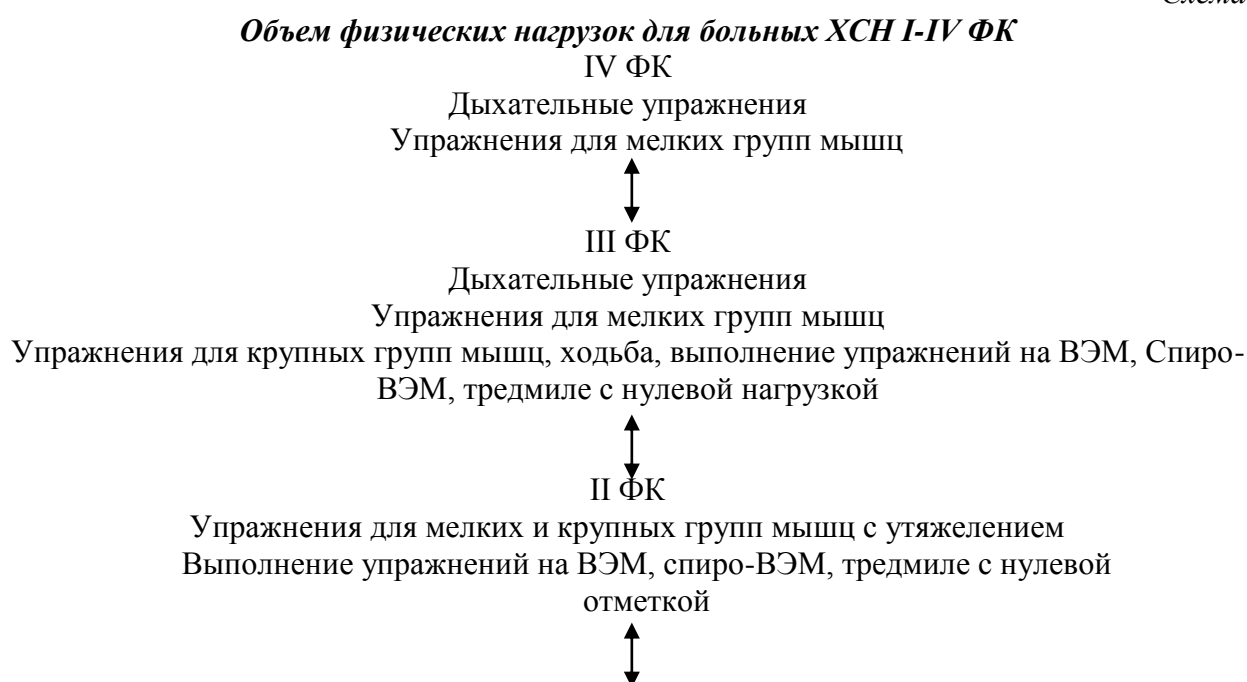 Объем физических нагрузок для больных ХСН I-IV ФК
IV ФК
Дыхательные упражнения
Упражнения для мелких групп мышц
III ФК
Дыхательные упражнения
Упражнения для мелких групп мышц
Упражнения для крупных групп мышц, ходьба, выполнение упражнений на ВЭМ, Спиро-
ВЭМ, тредмиле с нулевой нагрузкой
II ФК
Упражнения для мелких и крупных групп мышц с утяжелением
Выполнение упражнений на ВЭМ, спиро-ВЭМ, тредмиле с нулевой
отметкой